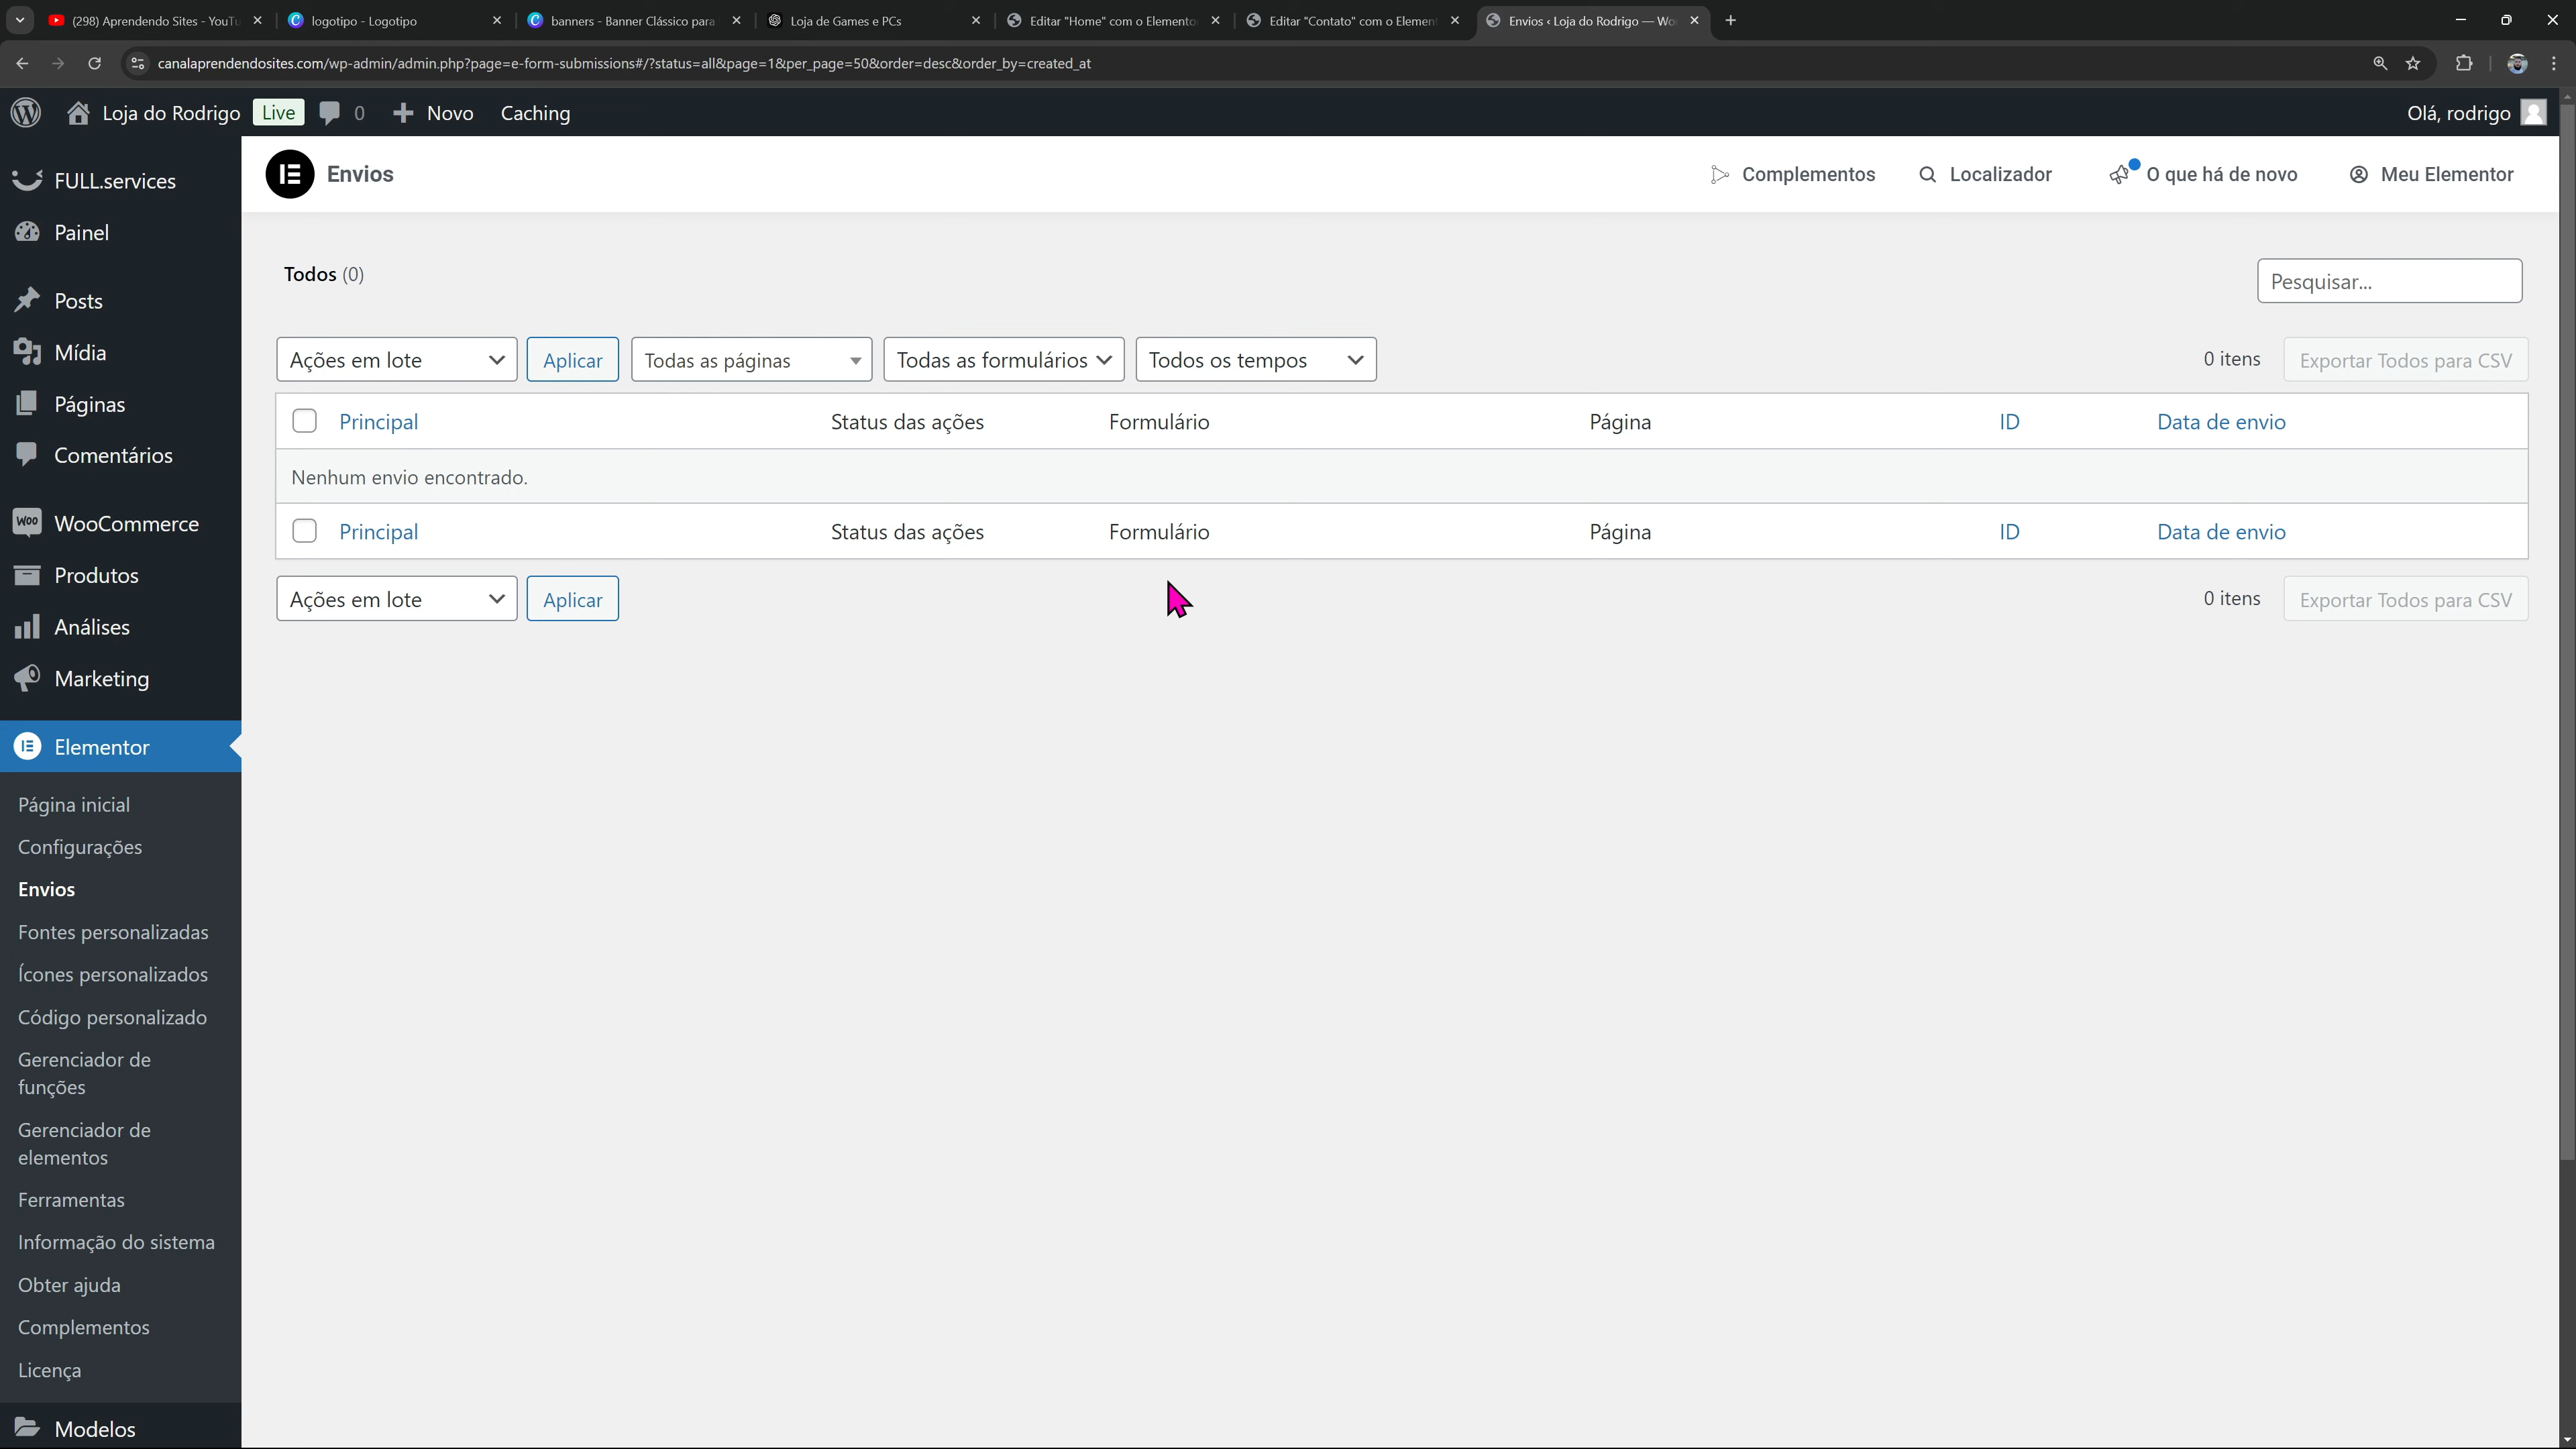 (298) Aprendendo Sites - YouTu
logotipo - Logotipo
banners - Banner Clássico para
Loja de Games e PCs
Editar "Home" com o Elemento
Editar "Contato" com o Element
Envios ‹ Loja do Rodrigo — Wo
canalaprendendosites.com/wp-admin/admin.php?page=e-form-submissions#/?status=all&page=1&per_page=50&order=desc&order_by=created_at
Loja do Rodrigo Live 0 Novo Caching Olá, rodrigo
FULL.services
Painel
Posts
Mídia
Páginas
Comentários
Woo WooCommerce
Produtos
Análises
Marketing
Elementor
Página inicial
Configurações
Envios
Fontes personalizadas
Ícones personalizados
Código personalizado
Gerenciador de
funções
Gerenciador de
elementos
Ferramentas
Informação do sistema
Obter ajuda
Complementos
Licença
Modelos
Envios Complementos Localizador O que há de novo Meu Elementor
Todos (0) Pesquisar...
Ações em lote Aplicar Todas as páginas Todas as formulários Todos os tempos 0 itens Exportar Todos para CSV
Principal Status das ações Formulário Página ID Data de envio
Nenhum envio encontrado.
Principal Status das ações Formulário Página ID Data de envio
Ações em lote Aplicar 0 itens Exportar Todos para CSV